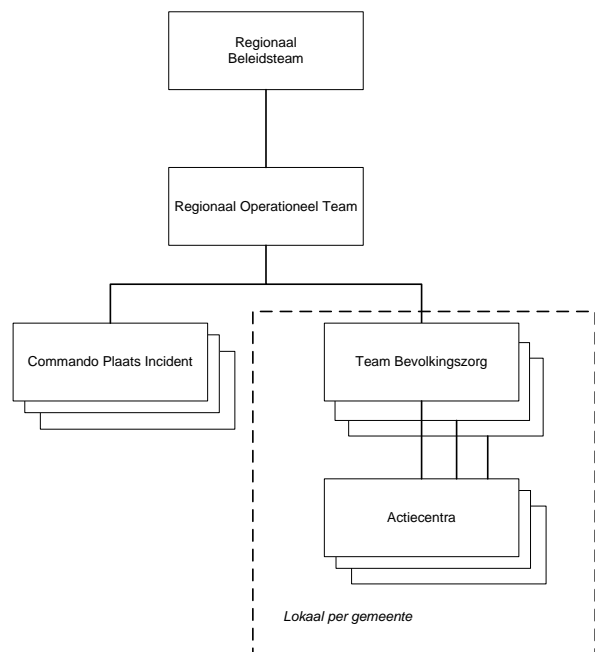 Regionaal
Beleidsteam
Regionaal Operationeel Team
Commando Plaats Incident
Team Bevolkingszorg
Actiecentra
Lokaal per gemeente